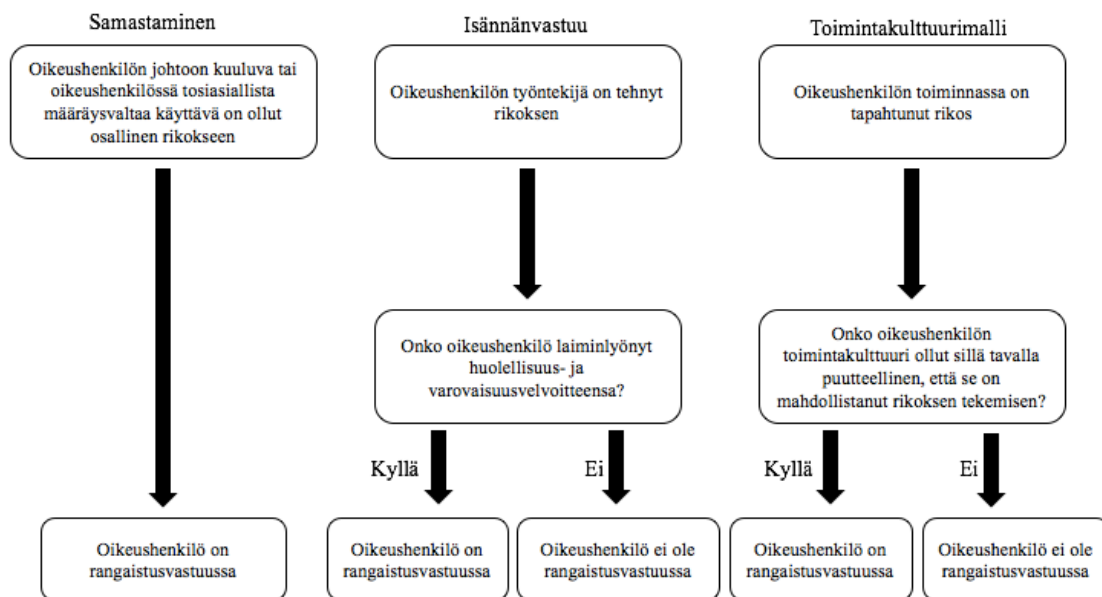 Samastaminen
Oikeushenkilön johtoon kuuluva tai
oikeushenkilössä tosiasiallista
määräysvaltaa käyttävä on ollut
osallinen rikokseen
Oikeushenkilö on
rangaistusvastuussa
Isännänvastuu
Oikeushenkilön työntekijä on tehnyt
rikoksen
Onko oikeushenkilö laiminlyönyt
huolellisuus- ja
varovaisuusvelvoitteensa?
Kyllä
Ei
Oikeushenkilö on
rangaistusvastuussa
Oikeushenkilö ei ole
rangaistusvastuussa
Toimintakulttuurimalli
Oikeushenkilön toiminnassa on
tapahtunut rikos
Onko oikeushenkilön
toimintakulttuuri ollut sillä tavalla
puutteellinen, että se on
mahdollistanut rikoksen tekemisen?
Kyllä
Ei
Oikeushenkilö on
rangaistusvastuussa
Oikeushenkilö ei ole
rangaistusvastuussa